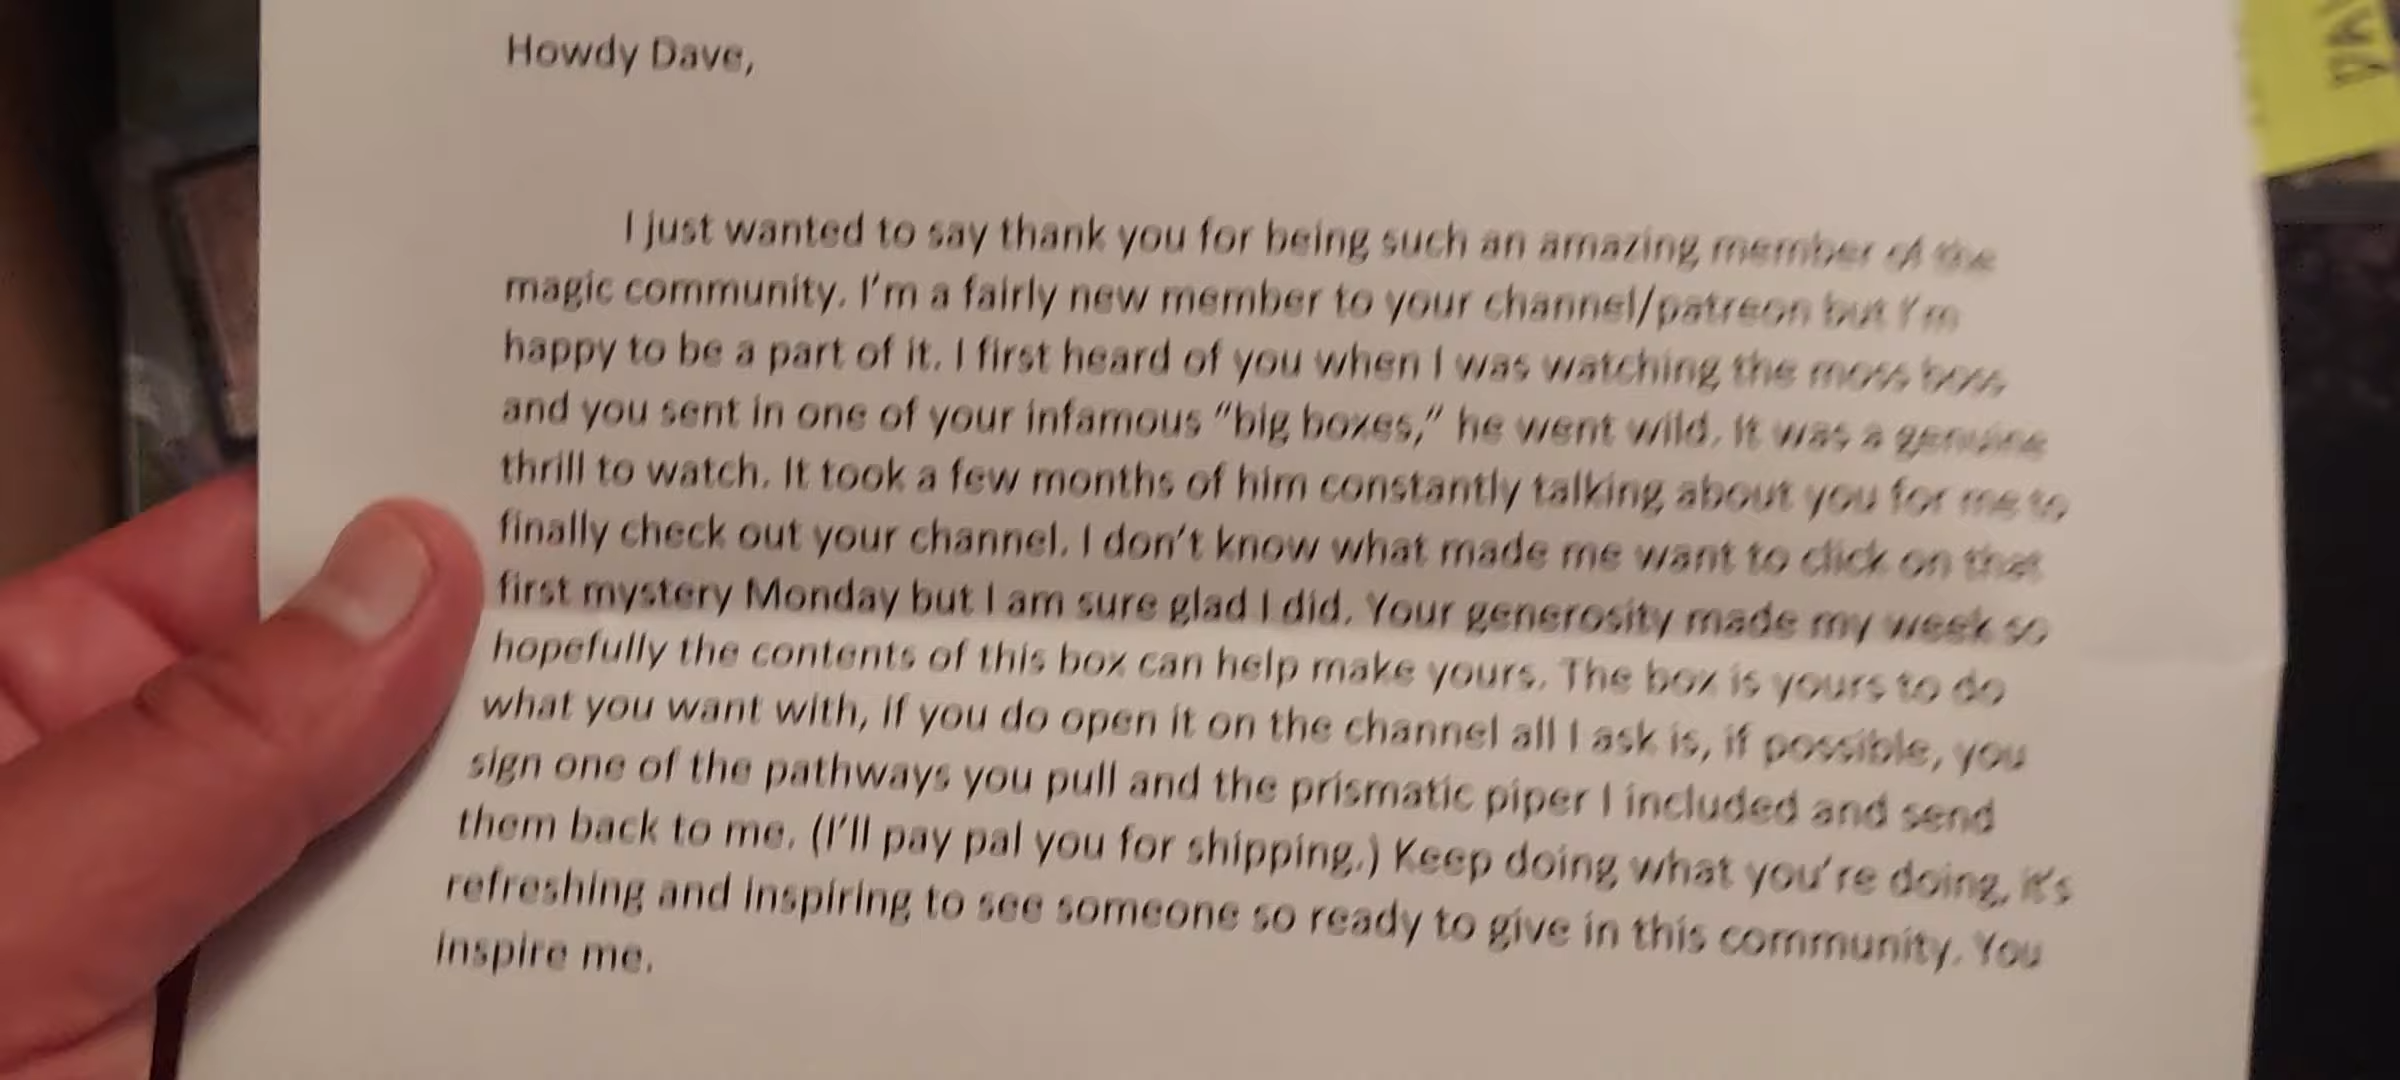 Howdy Dave,
I just wanted to say thank you for being such an amazing member of the
magic community. I'm a fairly new member to your channel/patreon but I'm
happy to be a part of it. I first heard of you when I was watching the moss boss
and you sent in one of your infamous "big boxes," he went wild. It was a genuine
thrill to watch. It took a few months of him constantly talking about you for me to
finally check out your channel. I don't know what made me want to click on that
first mystery Monday but I am sure glad I did. Your generosity made my week so
hopefully the contents of this box can help make yours. The box is yours to do
what you want with, if you do open it on the channel all I ask is, if possible, you
sign one of the pathways you pull and the prismatic piper I included and send
them back to me. (I'll pay pal you for shipping.) Keep doing what you're doing, it's
refreshing and inspiring to see someone so ready to give in this community. You
inspire me.